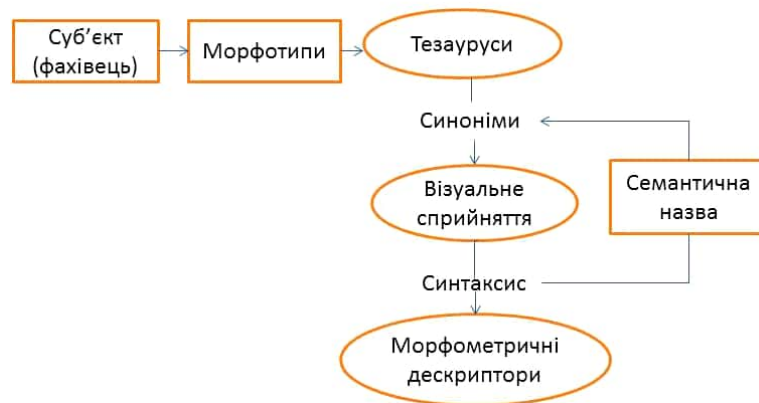 Суб’єкт
(фахівець)
Морфотипи
Тезауруси
Синоніми
Візуальне
сприйняття
Семантична
назва
Синтаксис
Морфометричні
дескриптори